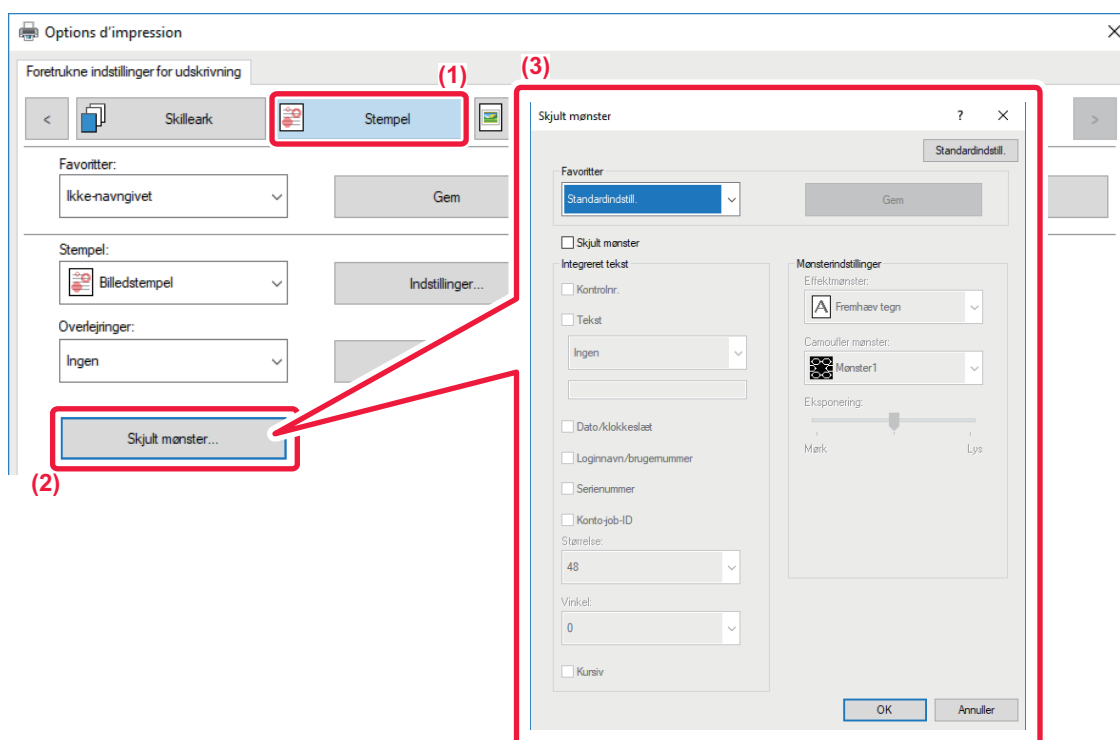 Options d'impression
Foretrukne indstillinger for udskrivning
(1)
<
Skilleark
Stempel
>
Favoritter:
Ikke-navngivet
Gem
Stempel:
Billedstempel
Indstillinger...
Overlejringer:
Ingen
Skjult mønster...
(2)
(3)
Skjult mønster
?
Standardindstill.
Favoritter
Standardindstill.
Gem
Skjult mønster
Integreret tekst
Kontrolnr.
Tekst
Ingen
Dato/klokkeslæt
Loginnavn/brugernummer
Serienummer
Konto-job-ID
Størrelse:
48
Vinkel:
0
Kursiv
Mønsterindstillinger
Effektmønster:
A
Fremhæv tegn
Camoufler mønster:
Mønster1
Eksponering:
Mørk
Lys
OK
Annuller